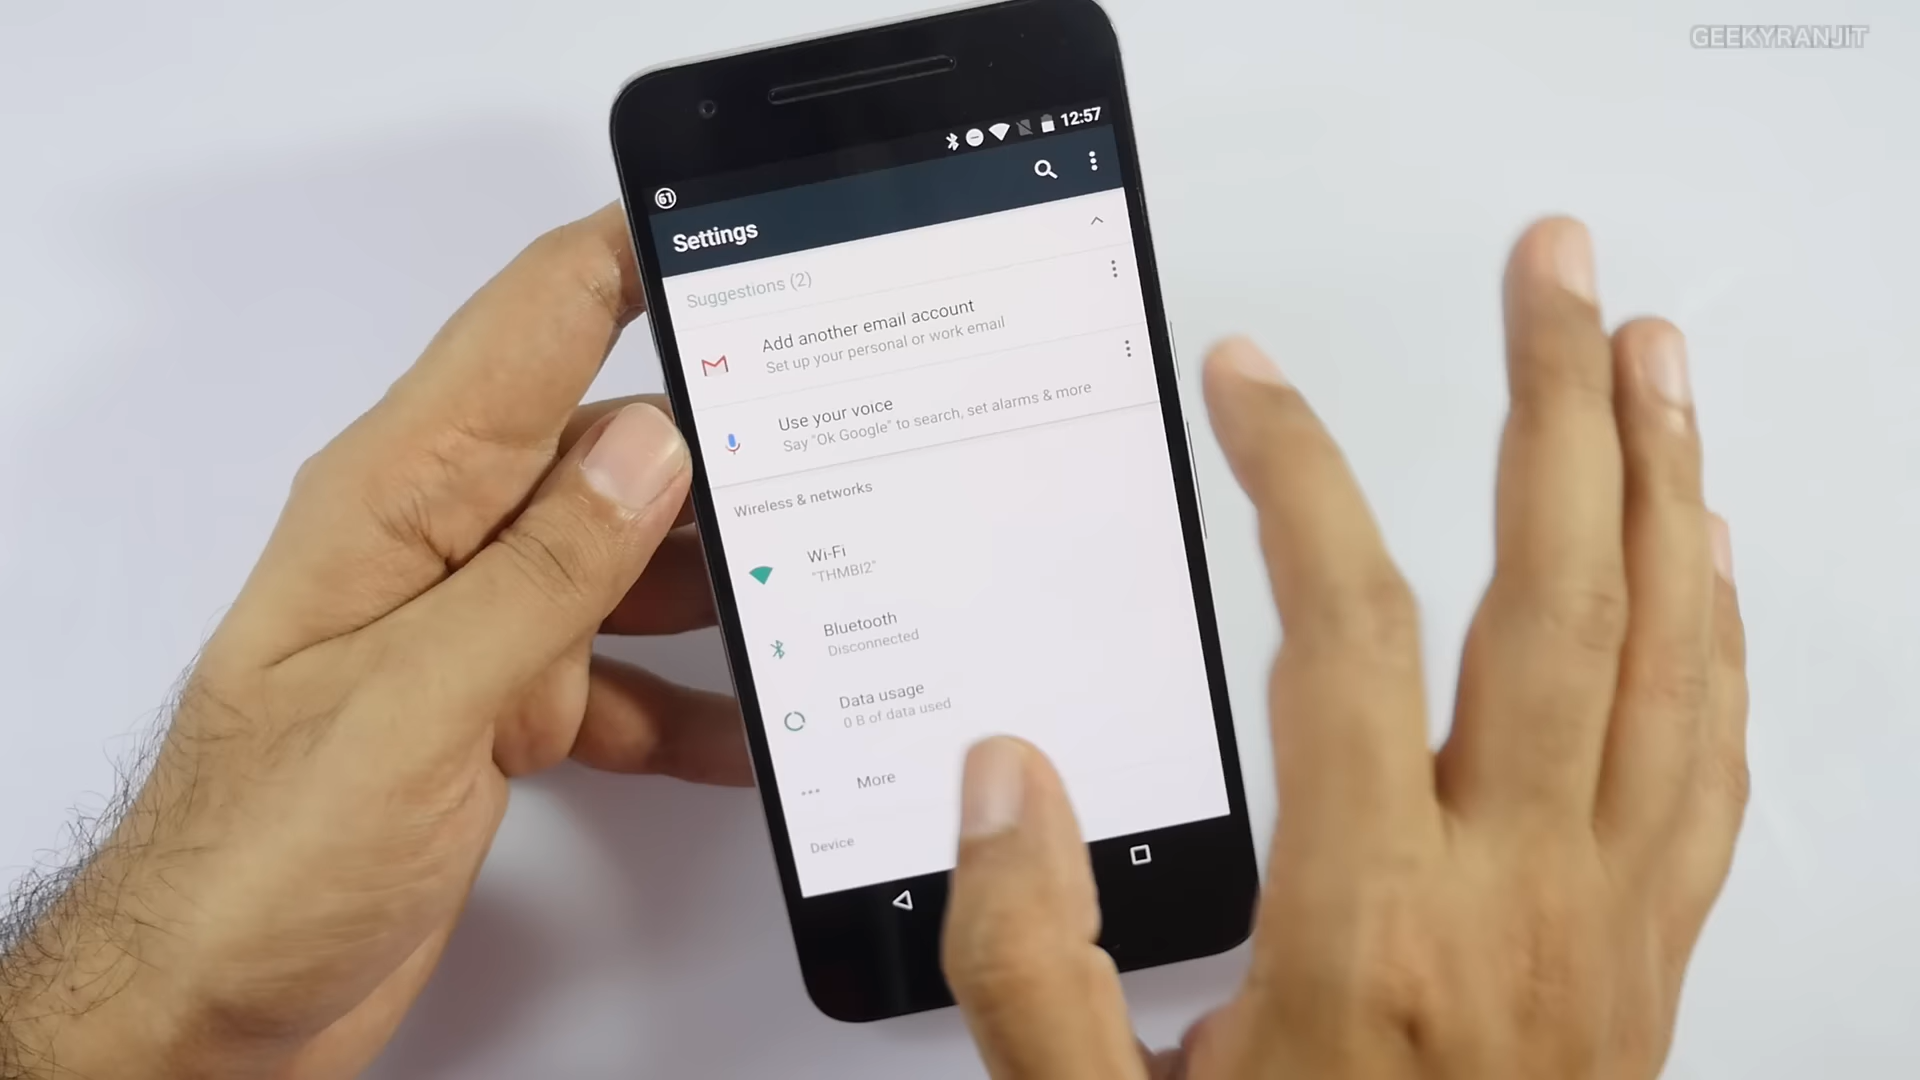 GEEKYRANJIT
12:57
61
Settings
Suggestions (2)
Add another email account
Set up your personal or work email
Use your voice
Say "Ok Google" to search, set alarms & more
Wireless & networks
Wi-Fi
"THMBI2"
Bluetooth
Disconnected
Data usage
0 B of data used
More
Device